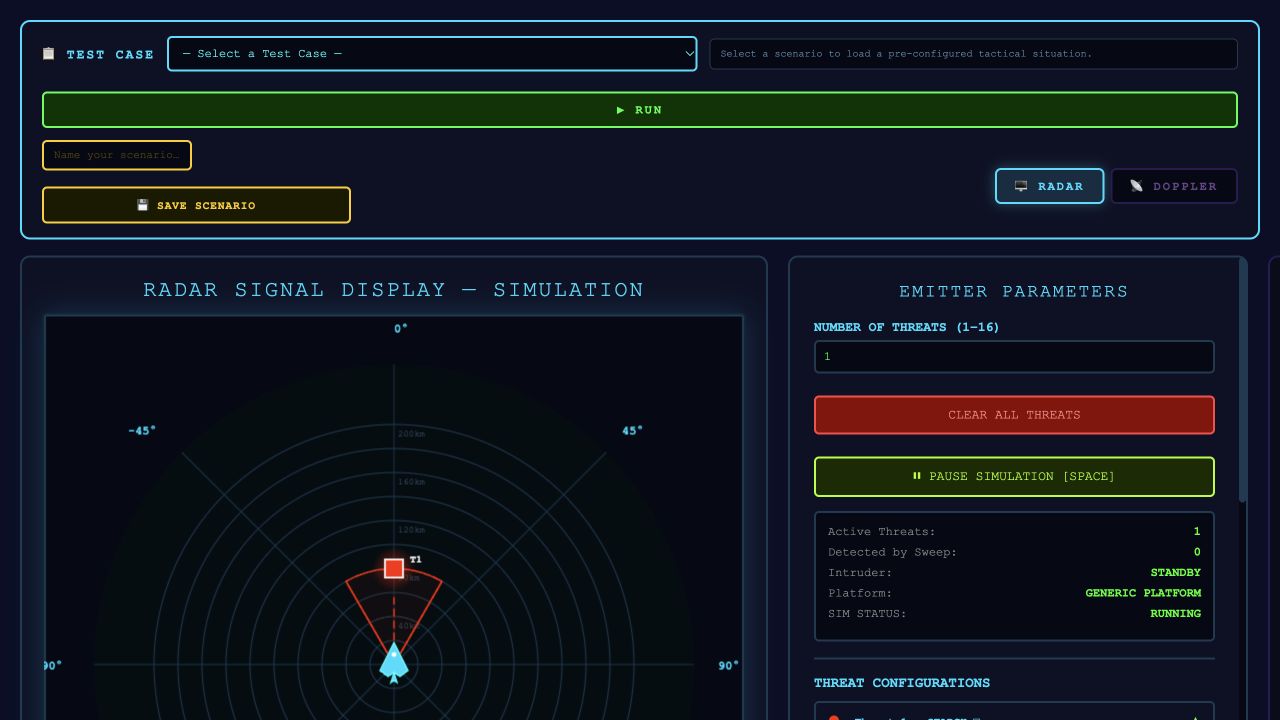 TEST CASE
— Select a Test Case —
Select a scenario to load a pre-configured tactical situation.
▶ RUN
Name your scenario…
SAVE SCENARIO
RADAR
DOPPLER
RADAR SIGNAL DISPLAY — SIMULATION
0°
-45°
45°
200km
160km
120km
T1
40k
90°
90°
EMITTER PARAMETERS
NUMBER OF THREATS (1-16)
1
CLEAR ALL THREATS
⏸ PAUSE SIMULATION [SPACE]
Active Threats: 1
Detected by Sweep: 0
Intruder: STANDBY
Platform: GENERIC PLATFORM
SIM STATUS: RUNNING
THREAT CONFIGURATIONS